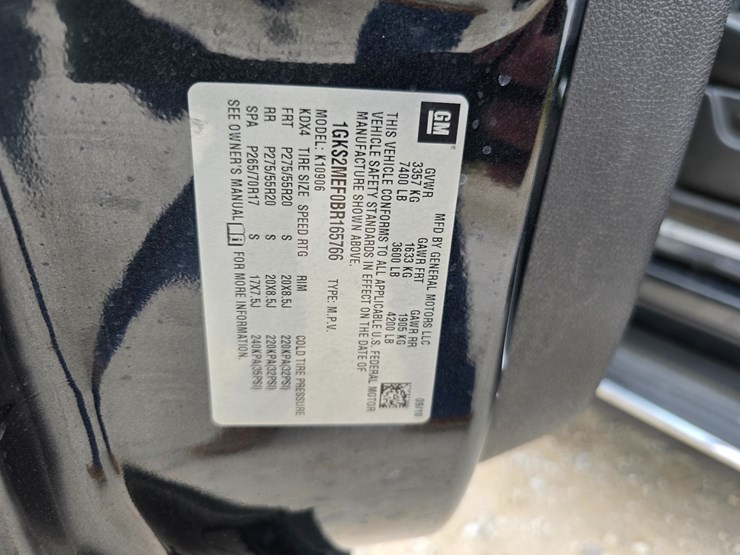 GM
MFD BY GENERAL MOTORS LLC 09/10
GVWR GAWR FRT GAWR RR
3357 KG 1633 KG 1905 KG
7400 LB 3600 LB 4200 LB
THIS VEHICLE CONFORMS TO ALL APPLICABLE U.S. FEDERAL MOTOR
VEHICLE SAFETY STANDARDS IN EFFECT ON THE DATE OF
MANUFACTURE SHOWN ABOVE.
1GKS2MEF0BR165766 TYPE: M.P.V.
MODEL: K10906
KDX4 TIRE SIZE SPEED RTG RIM COLD TIRE PRESSURE
FRT P275/55R20 S 20X8.5J 220KPA(32PSI)
RR P275/55R20 S 20X8.5J 220KPA(32PSI)
SPA P265/70R17 S 17X7.5J 240KPA(35PSI)
SEE OWNER'S MANUAL FOR MORE INFORMATION.